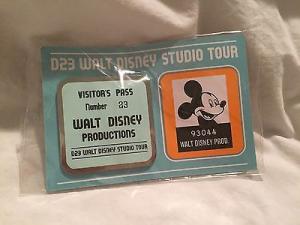 D23 WALT DISNEY STUDIO TOUR
VISITOR'S PASS
Number 23
WALT DISNEY
PRODUCTIONS
D23 WALT DISNEY STUDIO TOUR
93044
WALT DISNEY PROD.